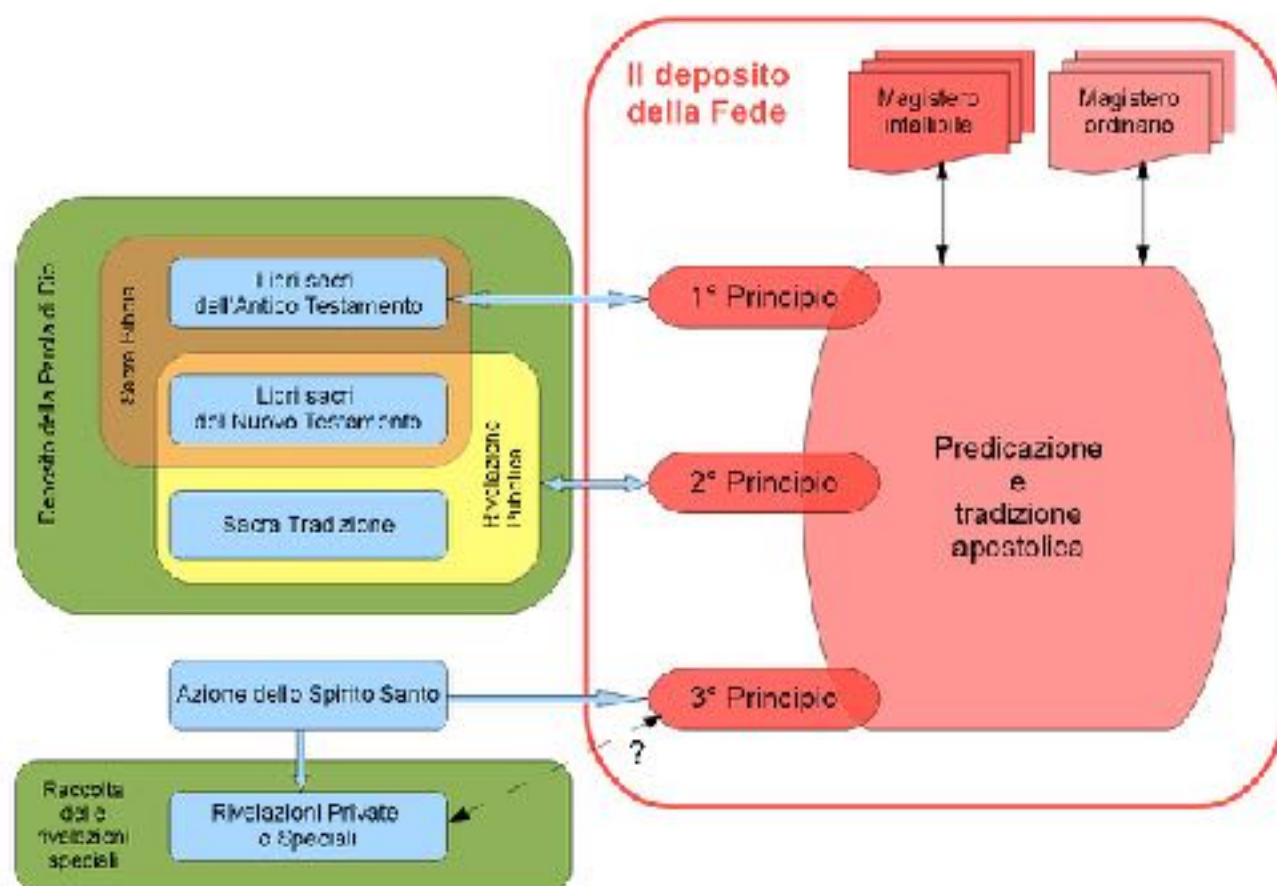 Il deposito
della Fede
Magistero
infallibile
Magistero
ordinario
Deposito della Parola di Dio
Sacra Bibbia
Libri sacri
dell'Antico Testamento
Libri sacri
del Nuovo Testamento
Sacra Tradizione
Rivelazione
Pubblica
1° Principio
2° Principio
3° Principio
Predicazione
e
tradizione
apostolica
Azione dello Spirito Santo
?
Raccolta
delle
rivelazioni
speciali
Rivelazioni Private
e Speciali